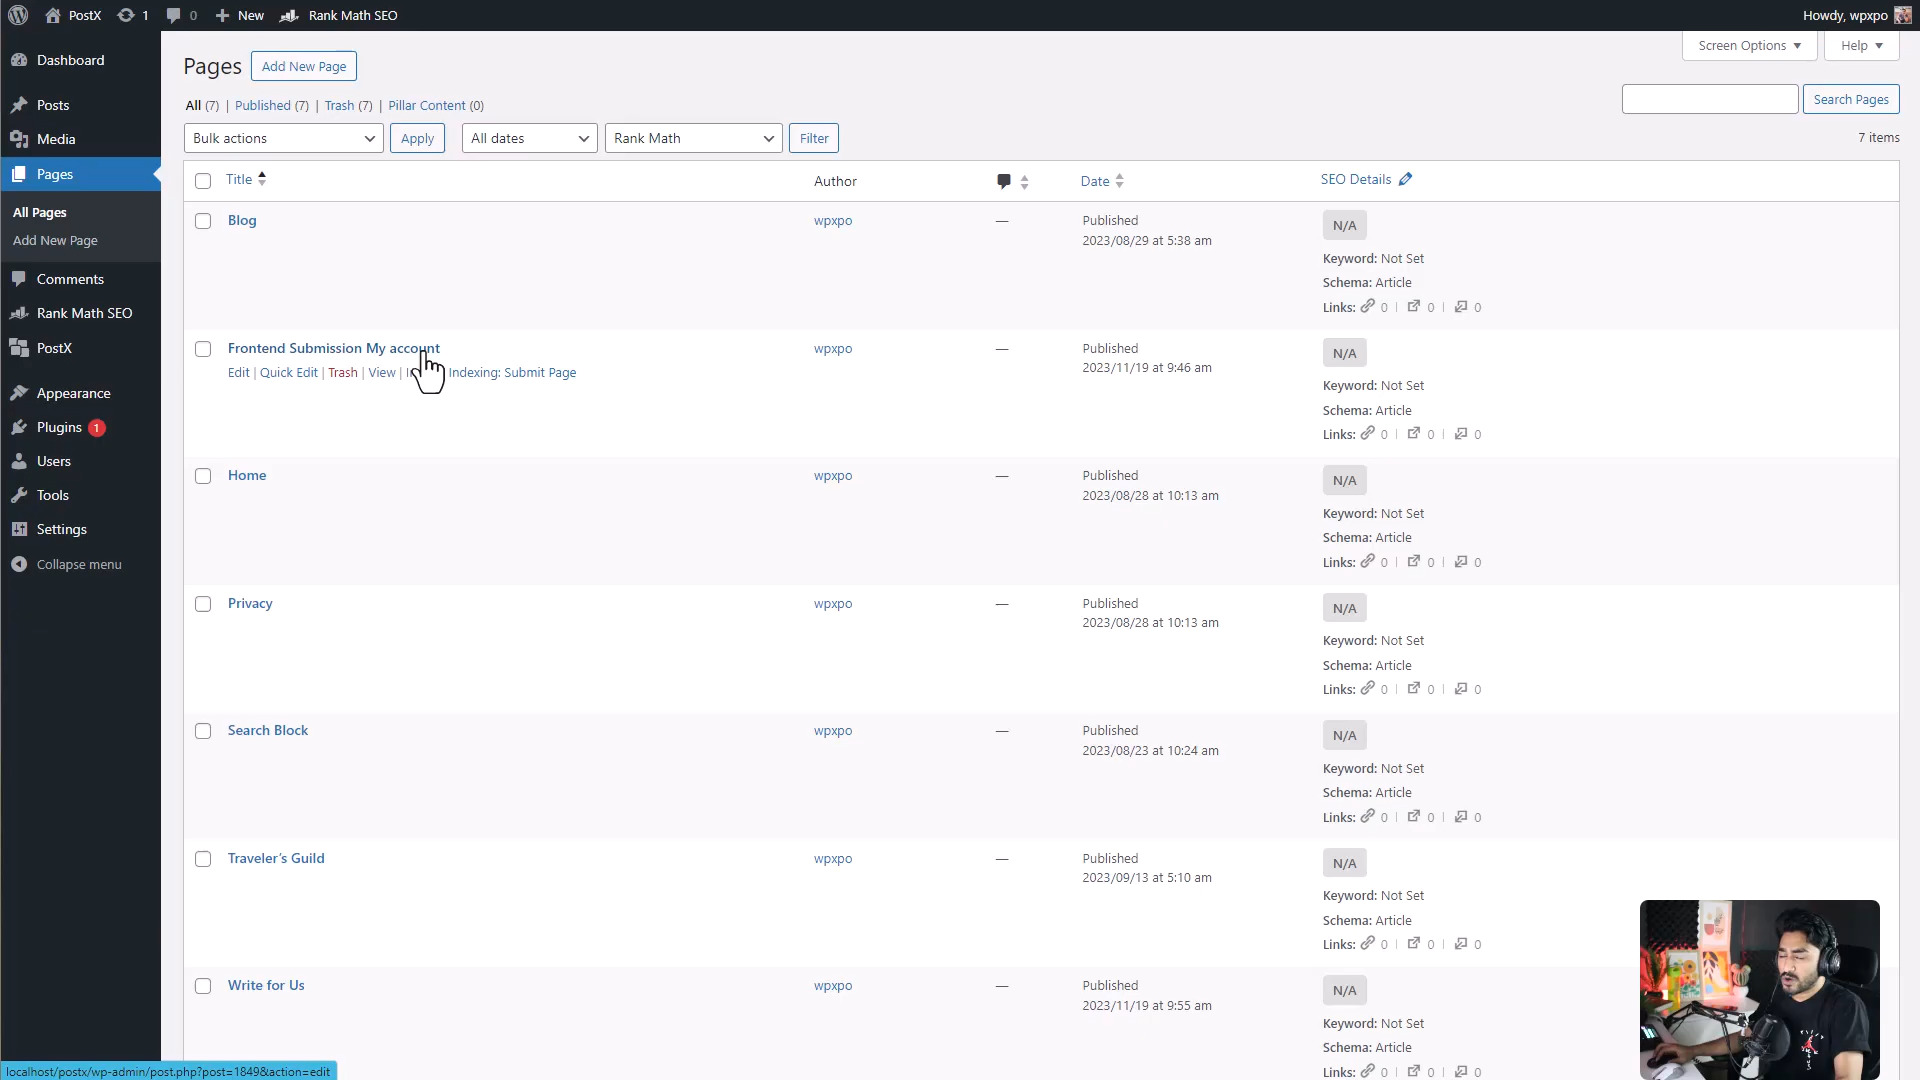 PostX 1 0 New Rank Math SEO Howdy, wpxpo
Dashboard
Posts
Media
Pages
All Pages
Add New Page
Comments
Rank Math SEO
PostX
Appearance
Plugins 1
Users
Tools
Settings
Collapse menu
Screen Options Help
Pages Add New Page
All (7) | Published (7) | Trash (7) | Pillar Content (0)
Search Pages
Bulk actions Apply All dates Rank Math Filter
7 items
Title Author Date SEO Details
Blog wpxpo — Published
2023/08/29 at 5:38 am
N/A
Keyword: Not Set
Schema: Article
Links: 0 | 0 | 0
Frontend Submission My account wpxpo — Published
Edit | Quick Edit | Trash | View | Indexing: Submit Page
2023/11/19 at 9:46 am
N/A
Keyword: Not Set
Schema: Article
Links: 0 | 0 | 0
Home wpxpo — Published
2023/08/28 at 10:13 am
N/A
Keyword: Not Set
Schema: Article
Links: 0 | 0 | 0
Privacy wpxpo — Published
2023/08/28 at 10:13 am
N/A
Keyword: Not Set
Schema: Article
Links: 0 | 0 | 0
Search Block wpxpo — Published
2023/08/23 at 10:24 am
N/A
Keyword: Not Set
Schema: Article
Links: 0 | 0 | 0
Traveler’s Guild wpxpo — Published
2023/09/13 at 5:10 am
N/A
Keyword: Not Set
Schema: Article
Links: 0 | 0 | 0
Write for Us wpxpo — Published
2023/11/19 at 9:55 am
N/A
Keyword: Not Set
Schema: Article
Links: 0 | 0 | 0
localhost/postx/wp-admin/post.php?post=1849&action=edit